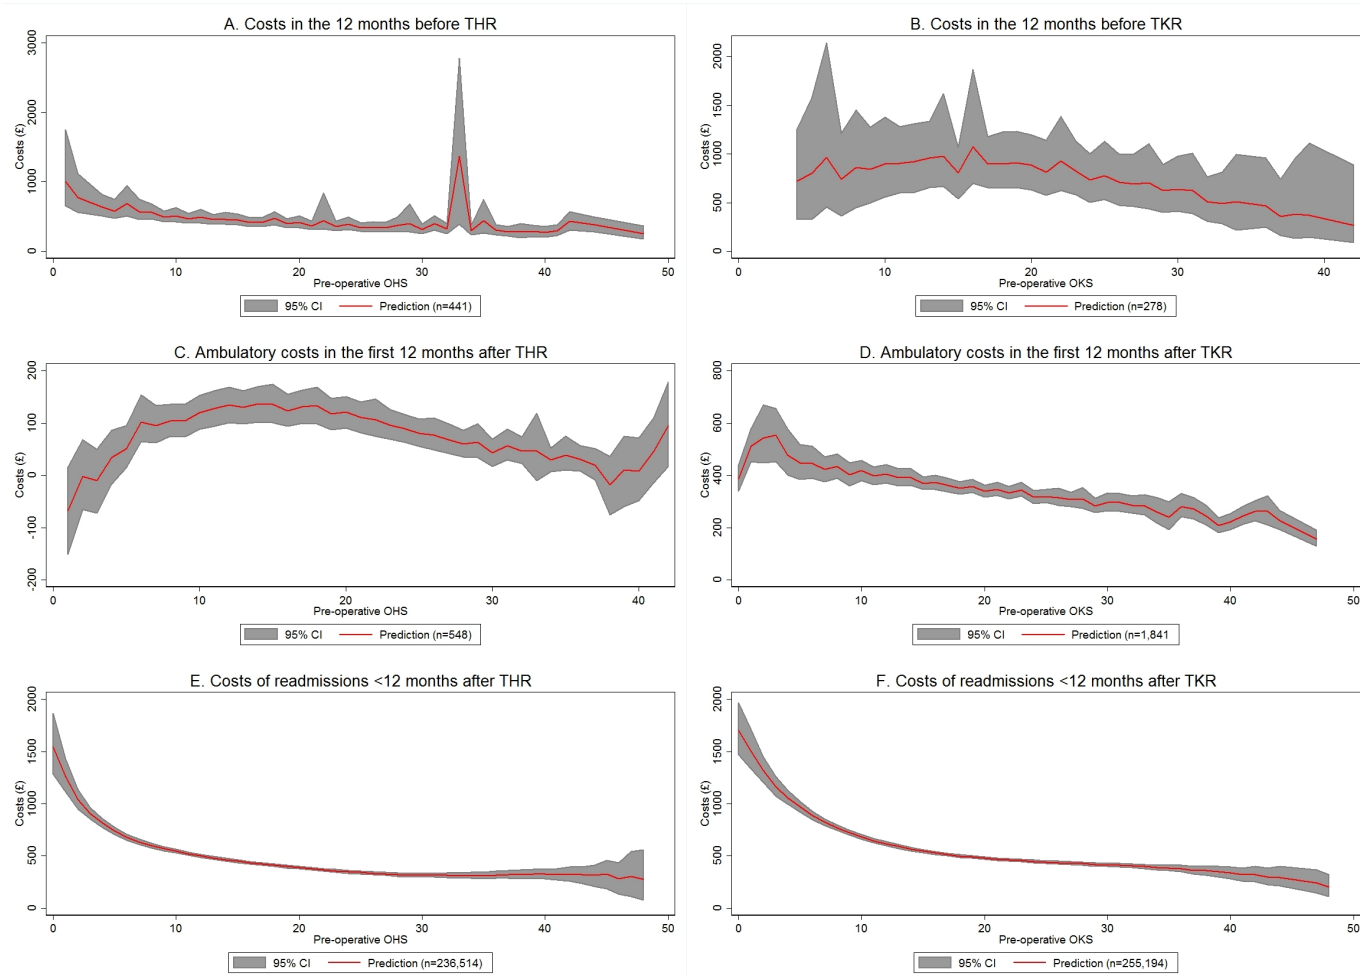 A. Costs in the 12 months before THR
Costs (£)
3000
2000
1000
0
0 10 20 30 40 50
Pre-operative OHS
95% CI Prediction (n=441)
B. Costs in the 12 months before TKR
Costs (£)
2000
1500
1000
500
0
0 10 20 30 40
Pre-operative OKS
95% CI Prediction (n=278)
C. Ambulatory costs in the first 12 months after THR
Costs (£)
200
100
0
-100
-200
0 10 20 30 40
Pre-operative OHS
95% CI Prediction (n=548)
D. Ambulatory costs in the first 12 months after TKR
Costs (£)
800
600
400
200
0
0 10 20 30 40 50
Pre-operative OKS
95% CI Prediction (n=1,841
E. Costs of readmissions <12 months after THR
Costs (£)
2000
1500
1000
500
0
0 10 20 30 40 50
Pre-operative OHS
95% CI Prediction (n=236,514)
F. Costs of readmissions <12 months after TKR
Costs (£)
2000
1500
1000
500
0
0 10 20 30 40 50
Pre-operative OKS
95% CI Prediction (n=255,194)